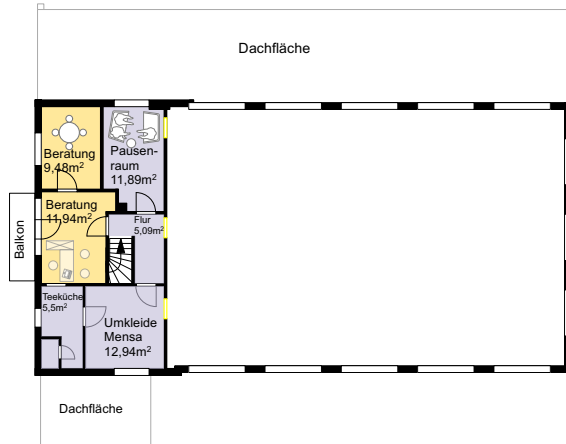 Dachfläche
Beratung
9,48m²
Pausen-
raum
11,89m²
Beratung
11,94m²
Flur
5,09m²
Balkon
Teeküche
5,5m²
Umkleide
Mensa
12,94m²
Dachfläche